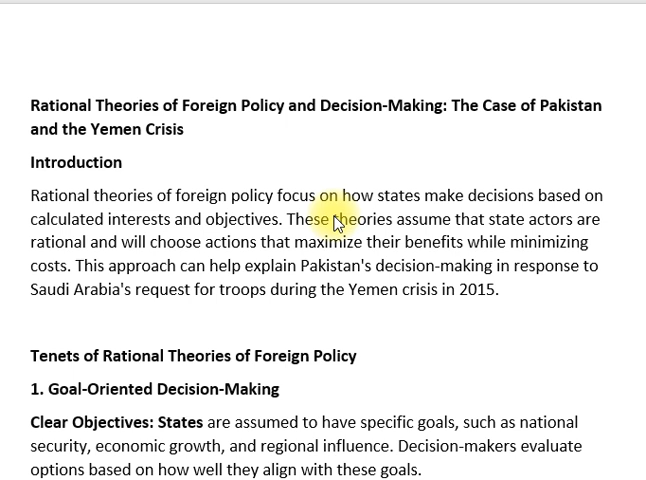 Rational Theories of Foreign Policy and Decision-Making: The Case of Pakistan
and the Yemen Crisis
Introduction
Rational theories of foreign policy focus on how states make decisions based on
calculated interests and objectives. These theories assume that state actors are
rational and will choose actions that maximize their benefits while minimizing
costs. This approach can help explain Pakistan's decision-making in response to
Saudi Arabia's request for troops during the Yemen crisis in 2015.
Tenets of Rational Theories of Foreign Policy
1. Goal-Oriented Decision-Making
Clear Objectives: States are assumed to have specific goals, such as national
security, economic growth, and regional influence. Decision-makers evaluate
options based on how well they align with these goals.